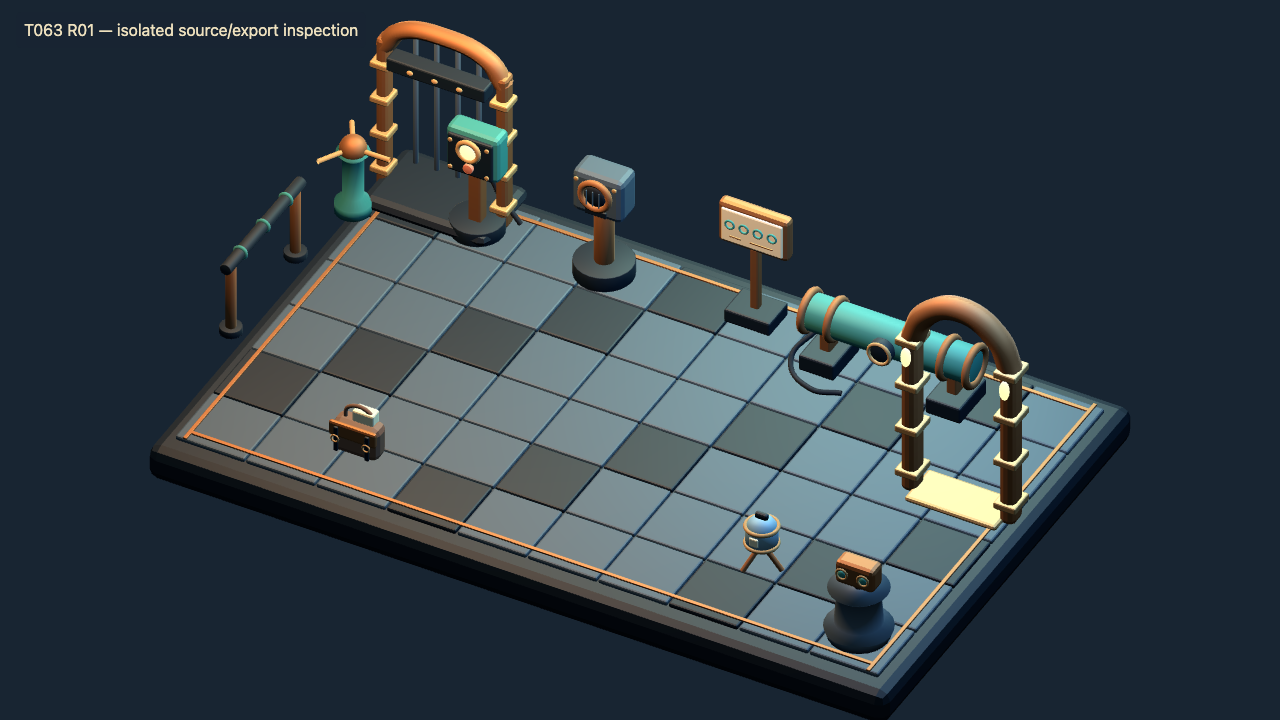 T063 R01 — isolated source/export inspection